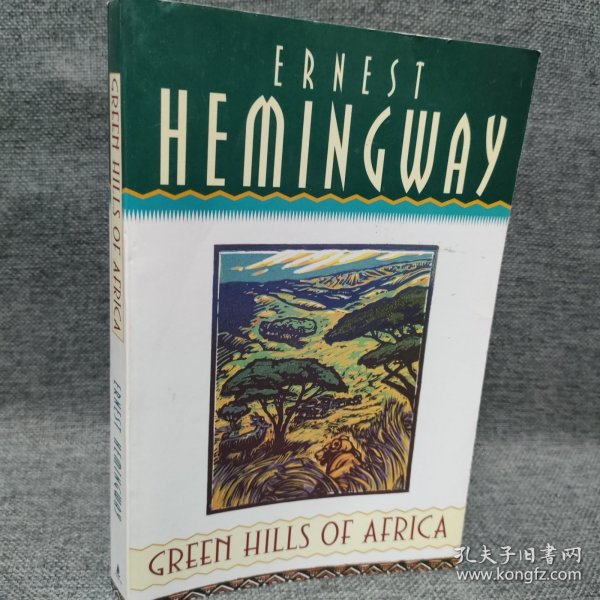 ERNEST
HEMINGWAY
GREEN HILLS OF AFRICA
GREEN HILLS OF AFRICA
ERNEST HEMINGWAY
孔夫子旧书网
www.kongfz.com